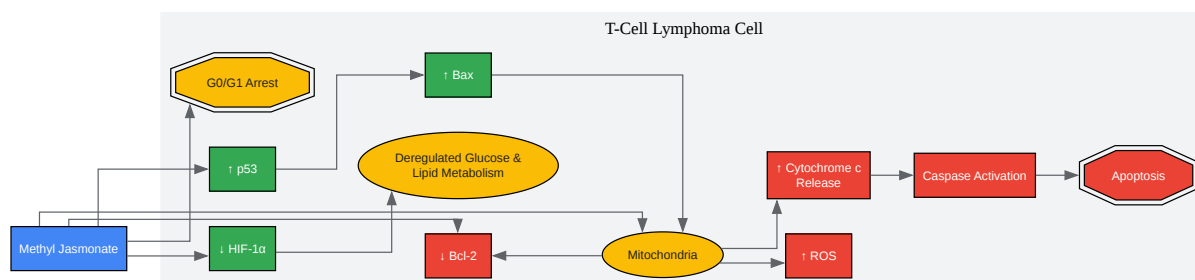 T-Cell Lymphoma Cell
G0/G1 Arrest
↑ Bax
↑ p53
Deregulated Glucose &
Lipid Metabolism
↑ Cytochrome c
Release
Caspase Activation
Apoptosis
Methyl Jasmonate
↓ HIF-1α
↓ Bcl-2
Mitochondria
↑ ROS